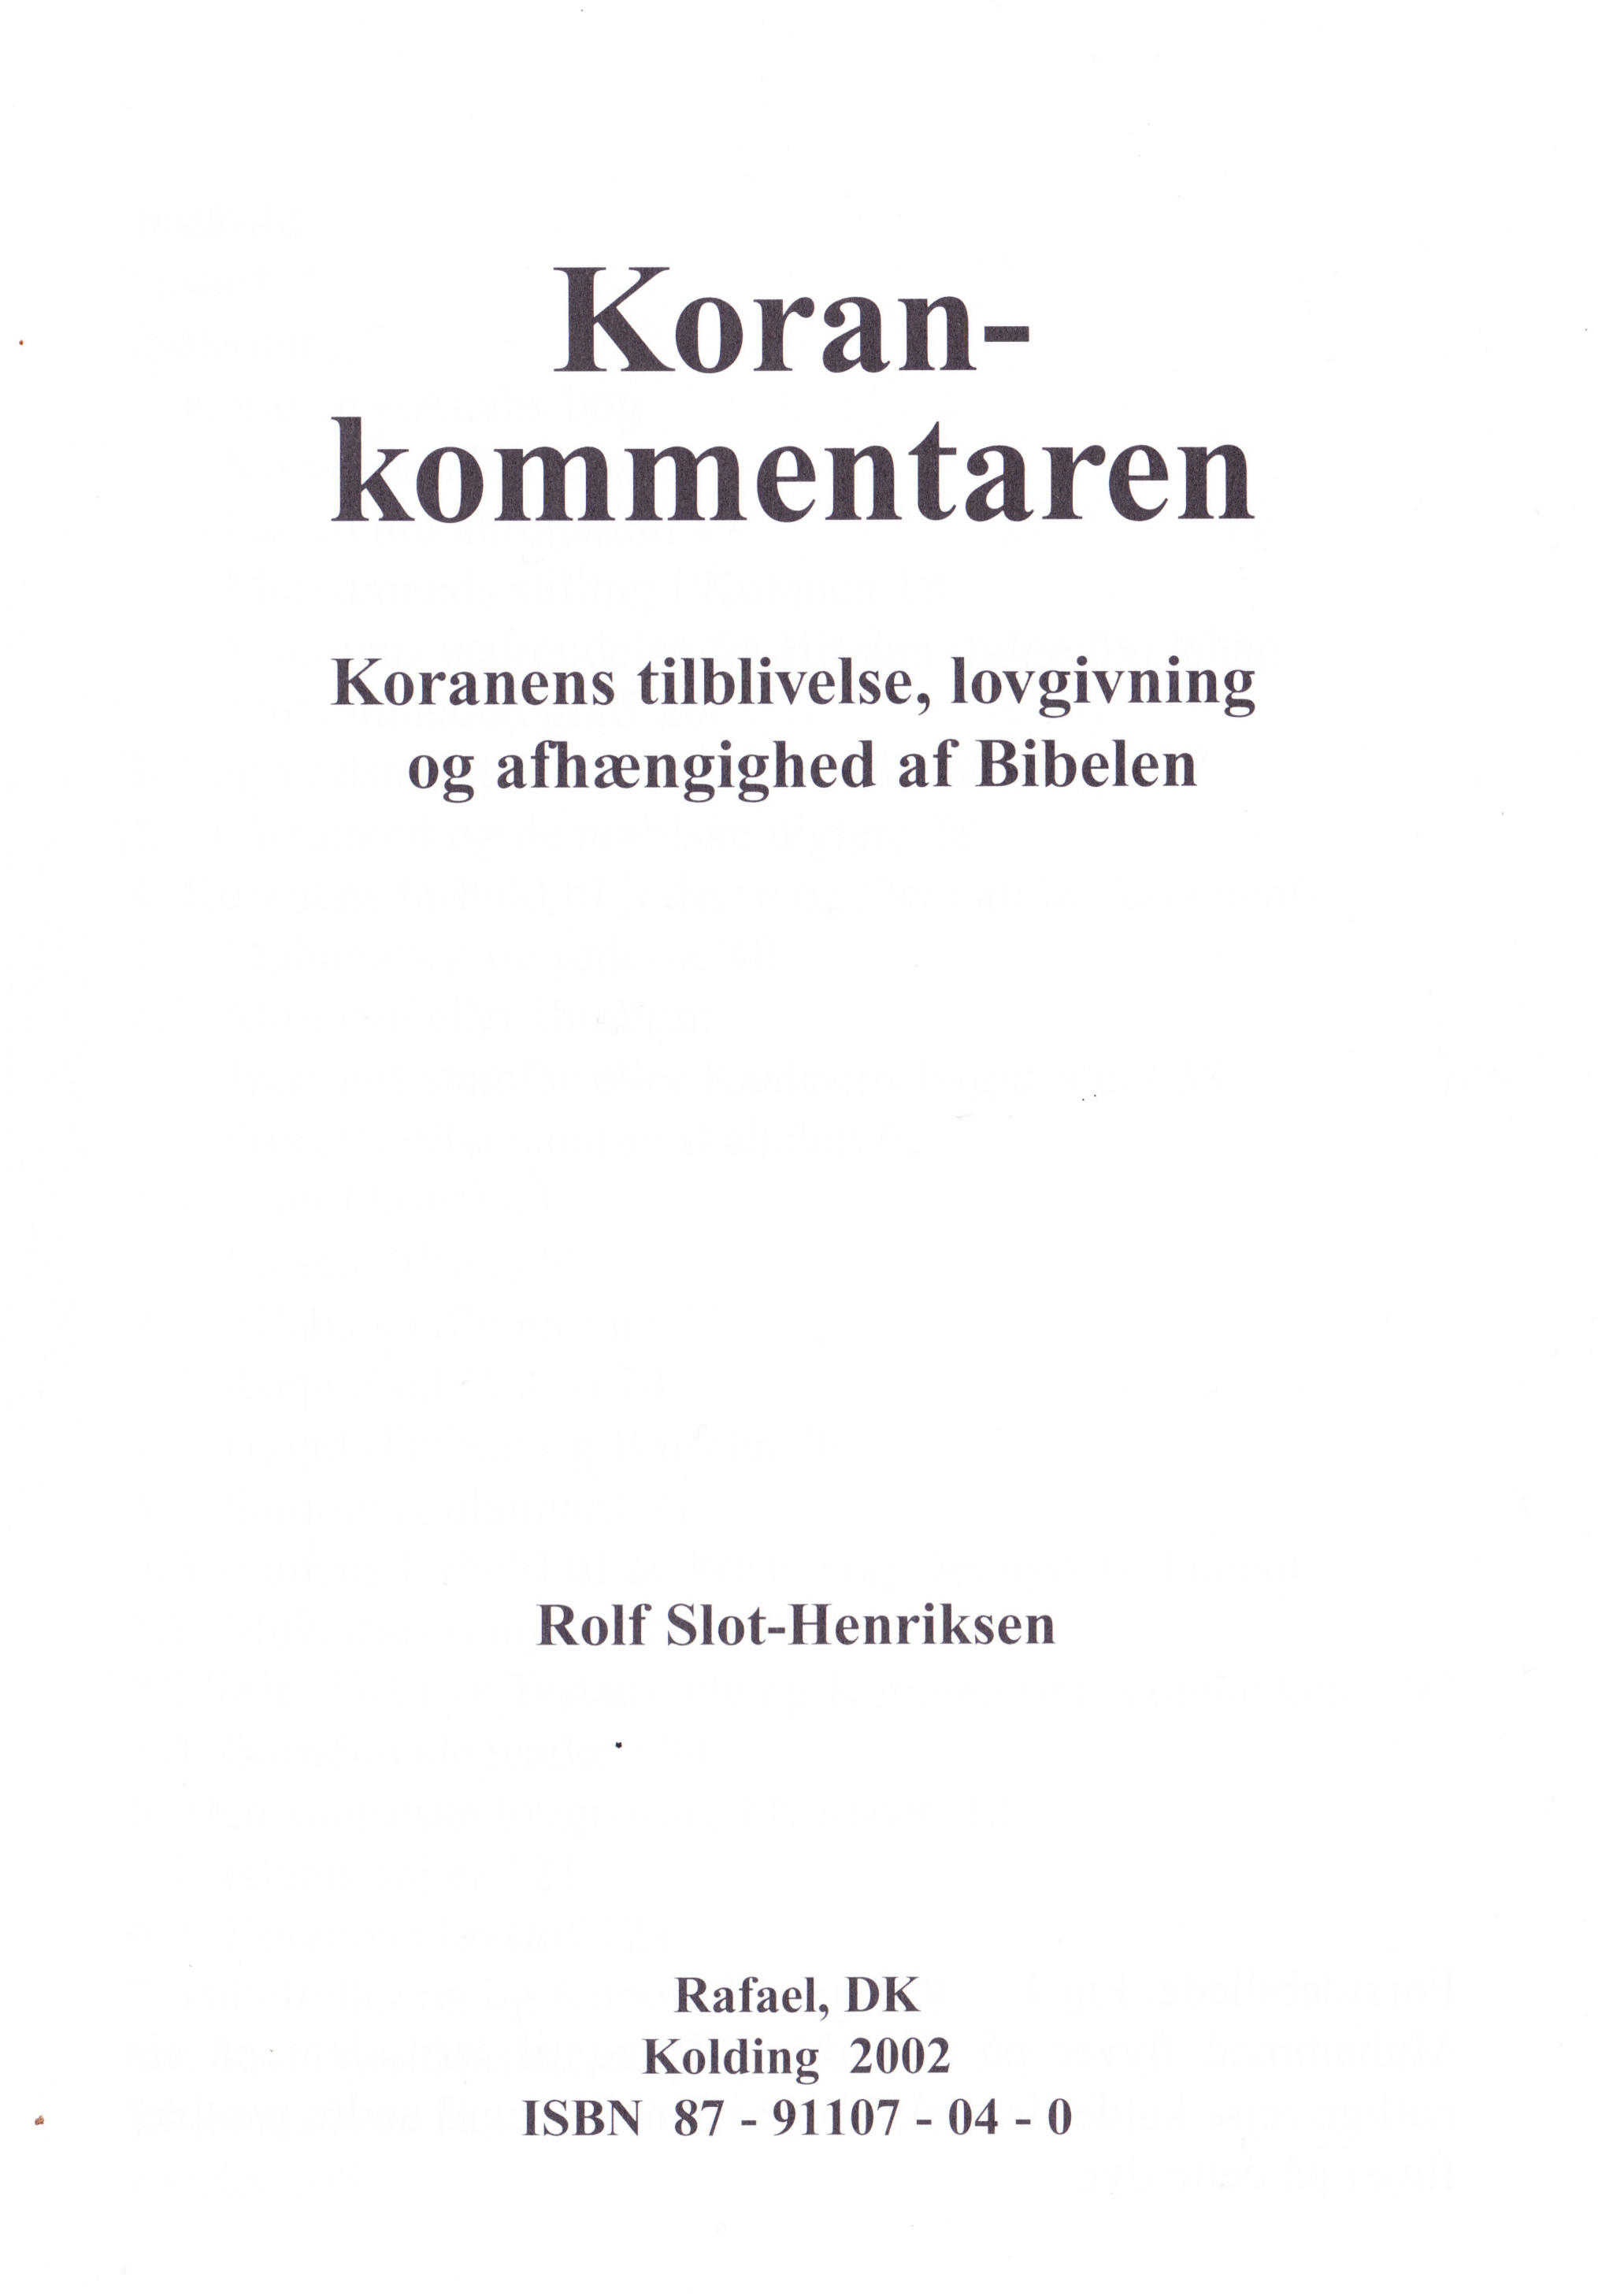 Koran-
kommentaren
Koranens tilblivelse, lovgivning
og afhængighed af Bibelen
Rolf Slot-Henriksen
Rafael, DK
Kolding 2002
ISBN 87 - 91107 - 04 - 0